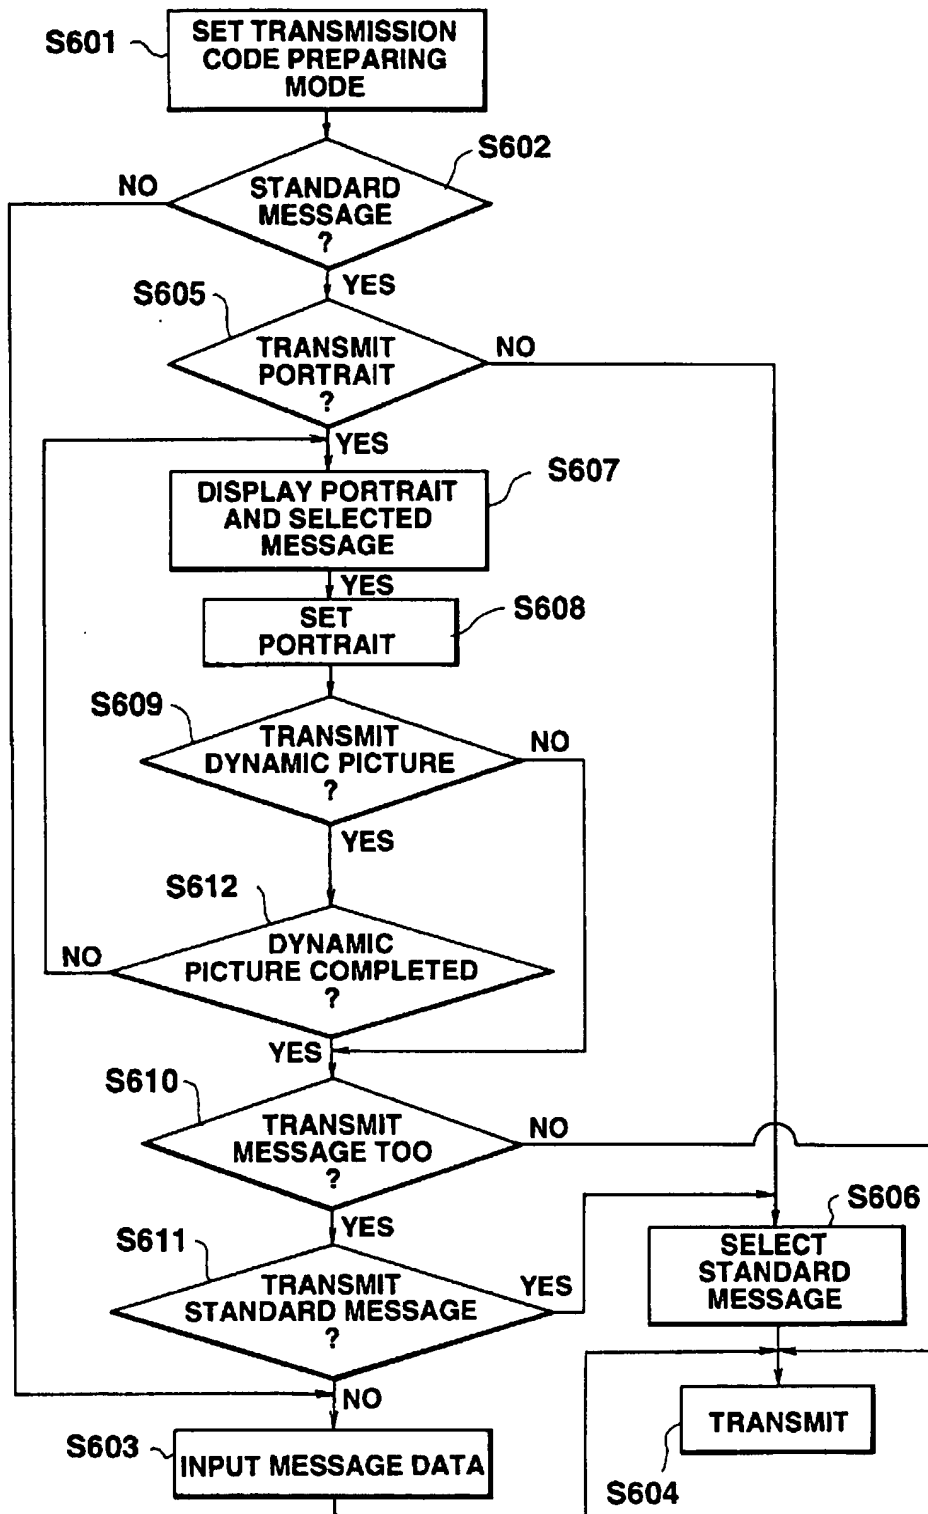 S601
SET TRANSMISSION
CODE PREPARING
MODE
S602
NO
STANDARD
MESSAGE
?
YES
S605
TRANSMIT
PORTRAIT
?
NO
YES
S607
DISPLAY PORTRAIT
AND SELECTED
MESSAGE
YES
S608
SET
PORTRAIT
S609
TRANSMIT
DYNAMIC PICTURE
?
NO
YES
S612
DYNAMIC
PICTURE COMPLETED
?
NO
YES
S610
TRANSMIT
MESSAGE TOO
?
NO
YES
S606
SELECT
STANDARD
MESSAGE
S611
TRANSMIT
STANDARD MESSAGE
?
YES
NO
TRANSMIT
S604
S603
INPUT MESSAGE DATA